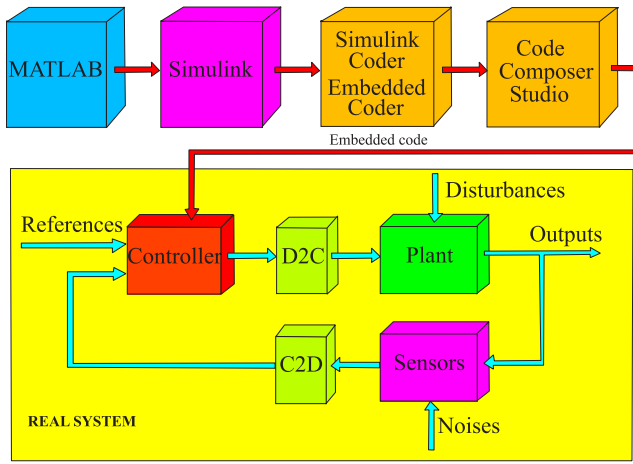 MATLAB
Simulink
Simulink
Coder
Embedded
Coder
Code
Composer
Studio
Embedded code
Disturbances
References
Outputs
Controller
D2C
Plant
C2D
Sensors
REAL SYSTEM
Noises